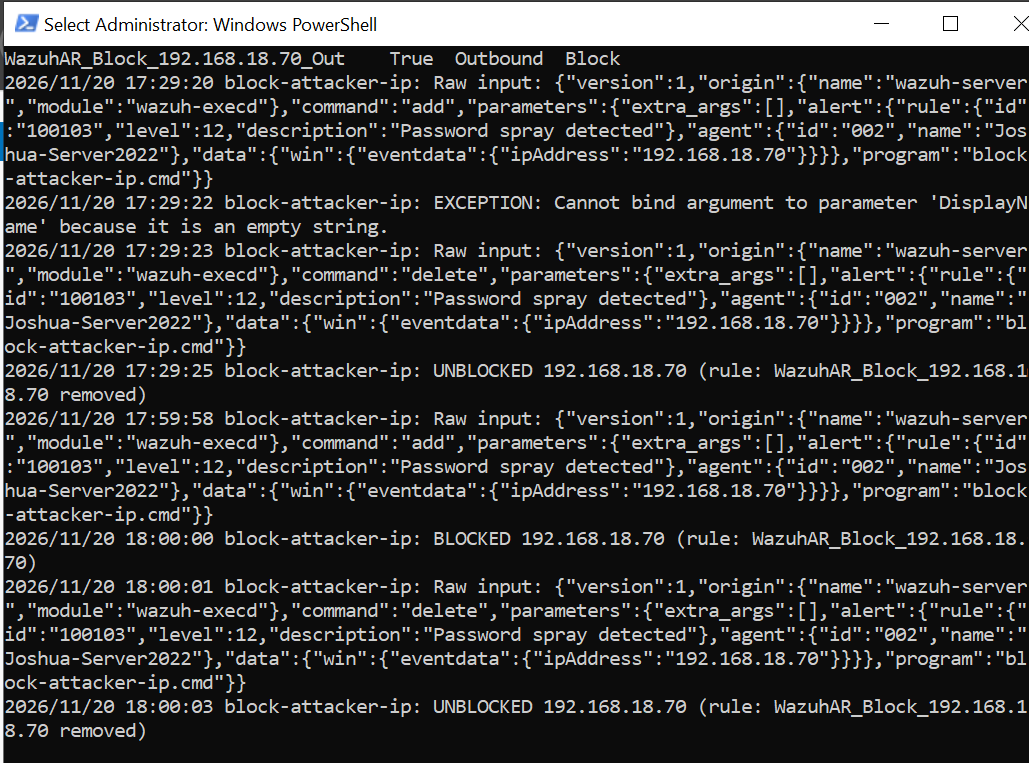 Select Administrator: Windows PowerShell
WazuhAR_Block_192.168.18.70_Out    True  Outbound  Block
2026/11/20 17:29:20 block-attacker-ip: Raw input: {"version":1,"origin":{"name":"wazuh-server
","module":"wazuh-execd"},"command":"add","parameters":{"extra_args":[],"alert":{"rule":{"id"
:"100103","level":12,"description":"Password spray detected"},"agent":{"id":"002","name":"Jos
hua-Server2022"},"data":{"win":{"eventdata":{"ipAddress":"192.168.18.70"}}}},"program":"block
-attacker-ip.cmd"}}
2026/11/20 17:29:22 block-attacker-ip: EXCEPTION: Cannot bind argument to parameter 'DisplayN
ame' because it is an empty string.
2026/11/20 17:29:23 block-attacker-ip: Raw input: {"version":1,"origin":{"name":"wazuh-server
","module":"wazuh-execd"},"command":"delete","parameters":{"extra_args":[],"alert":{"rule":{"
id":"100103","level":12,"description":"Password spray detected"},"agent":{"id":"002","name":"
Joshua-Server2022"},"data":{"win":{"eventdata":{"ipAddress":"192.168.18.70"}}}},"program":"bl
ock-attacker-ip.cmd"}}
2026/11/20 17:29:25 block-attacker-ip: UNBLOCKED 192.168.18.70 (rule: WazuhAR_Block_192.168.1
8.70 removed)
2026/11/20 17:59:58 block-attacker-ip: Raw input: {"version":1,"origin":{"name":"wazuh-server
","module":"wazuh-execd"},"command":"add","parameters":{"extra_args":[],"alert":{"rule":{"id"
:"100103","level":12,"description":"Password spray detected"},"agent":{"id":"002","name":"Jos
hua-Server2022"},"data":{"win":{"eventdata":{"ipAddress":"192.168.18.70"}}}},"program":"block
-attacker-ip.cmd"}}
2026/11/20 18:00:00 block-attacker-ip: BLOCKED 192.168.18.70 (rule: WazuhAR_Block_192.168.18.
70)
2026/11/20 18:00:01 block-attacker-ip: Raw input: {"version":1,"origin":{"name":"wazuh-server
","module":"wazuh-execd"},"command":"delete","parameters":{"extra_args":[],"alert":{"rule":{"
id":"100103","level":12,"description":"Password spray detected"},"agent":{"id":"002","name":"
Joshua-Server2022"},"data":{"win":{"eventdata":{"ipAddress":"192.168.18.70"}}}},"program":"bl
ock-attacker-ip.cmd"}}
2026/11/20 18:00:03 block-attacker-ip: UNBLOCKED 192.168.18.70 (rule: WazuhAR_Block_192.168.1
8.70 removed)